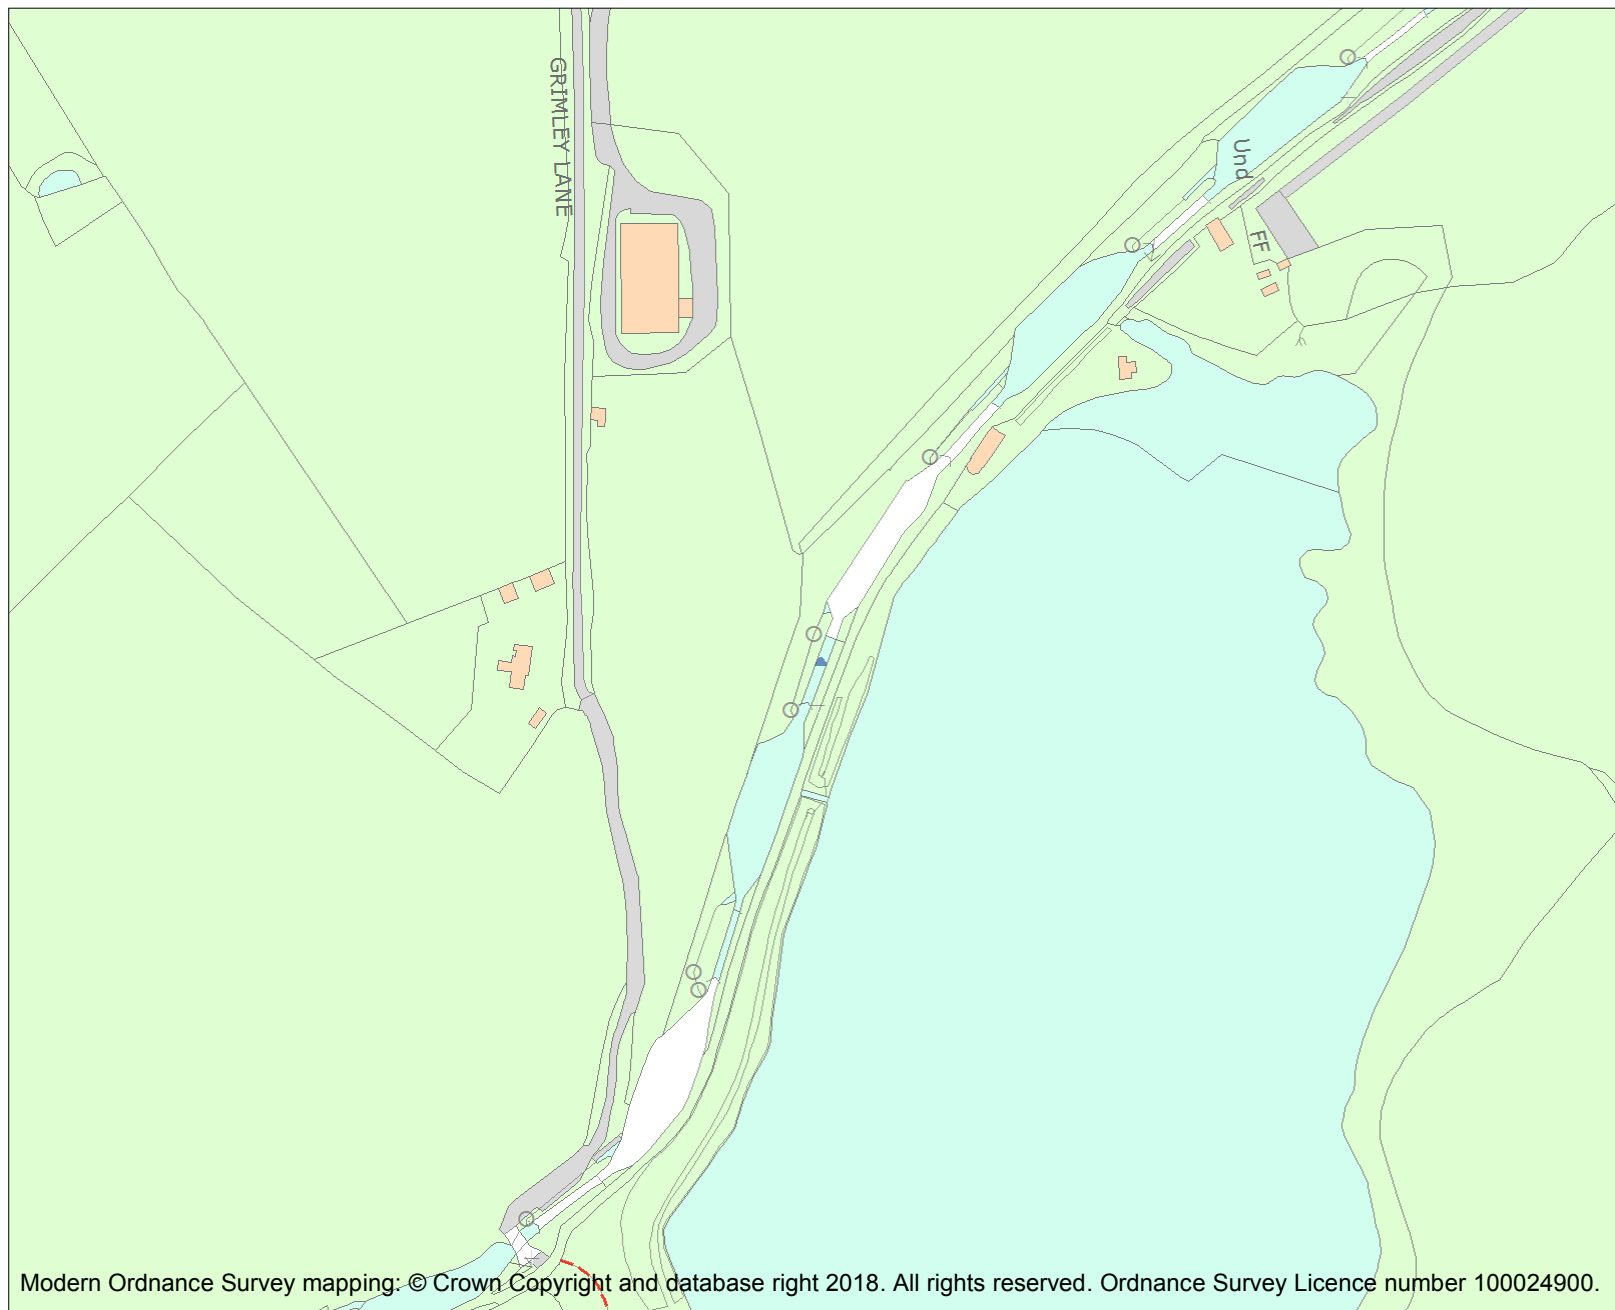 GRIMLEY LANE
Und
FF
Modern Ordnance Survey mapping: © Crown Copyright and database right 2018. All rights reserved. Ordnance Survey Licence number 100024900.